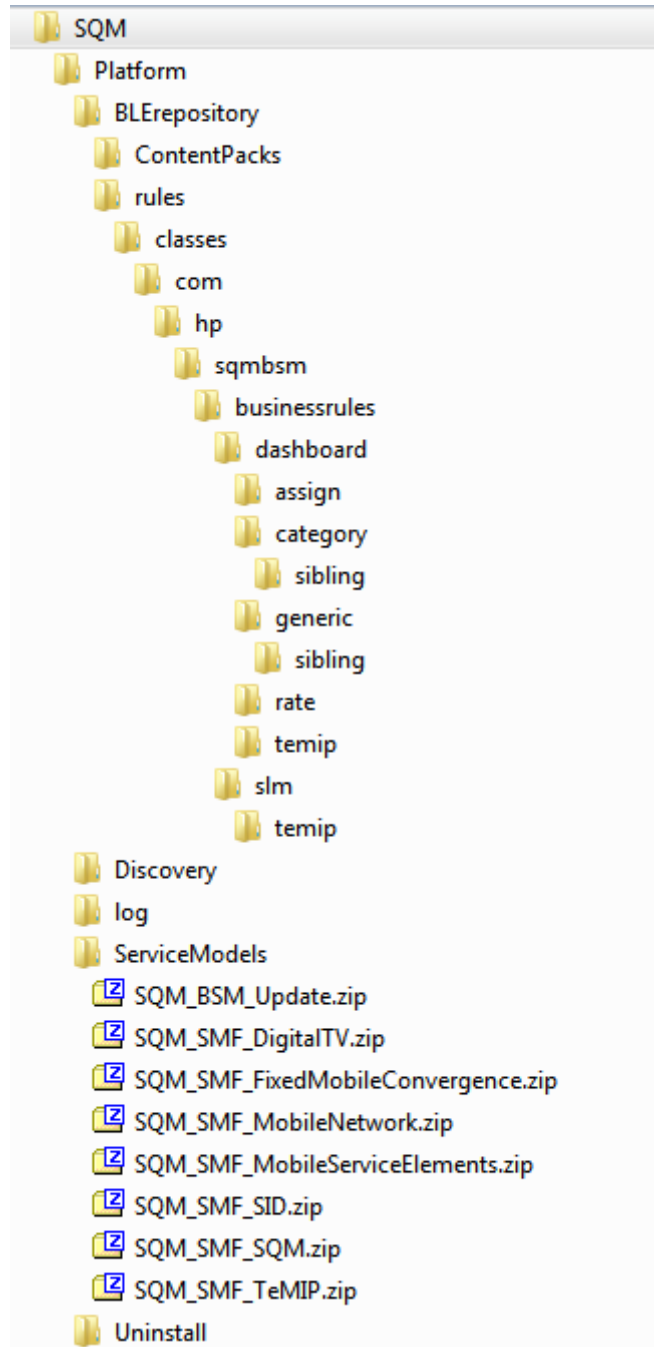 SQM
Platform
BLErepository
ContentPacks
rules
classes
com
hp
sqmbsm
businessrules
dashboard
assign
category
sibling
generic
sibling
rate
temip
slm
temip
Discovery
log
ServiceModels
SQM_BSM_Update.zip
SQM_SMF_DigitalTV.zip
SQM_SMF_FixedMobileConvergence.zip
SQM_SMF_MobileNetwork.zip
SQM_SMF_MobileServiceElements.zip
SQM_SMF_SID.zip
SQM_SMF_SQM.zip
SQM_SMF_TeMIP.zip
Uninstall